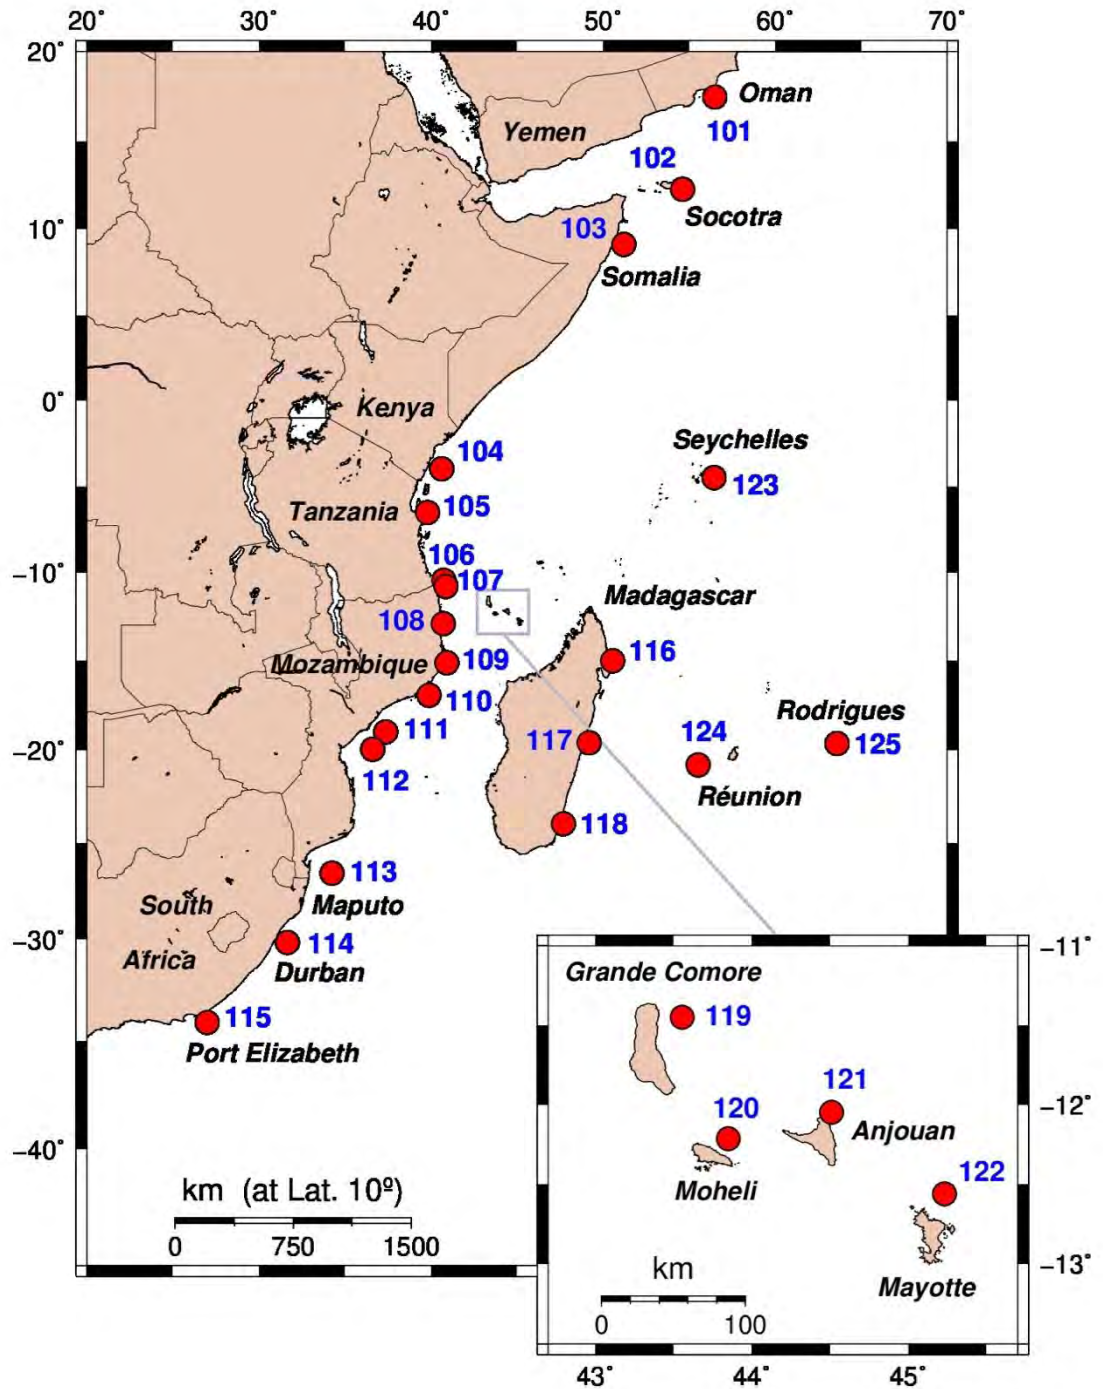 20° 30° 40° 50° 60° 70°
20°
Oman
Yemen
101
102
Socotra
10°
103
Somalia
0°
Kenya
104
Seychelles
123
Tanzania
105
106
−10°
107
Madagascar
108
Mozambique
109
116
110
Rodrigues
111
117
124
125
−20°
112
Réunion
118
113
South
Maputo
−30°
114
Africa
Durban
−11°
Grande Comore
115
119
Port Elizabeth
121
120
−12°
Anjouan
−40°
122
km (at Lat. 10º)
Moheli
0 750 1500
−13°
km
Mayotte
0 100
43° 44° 45°